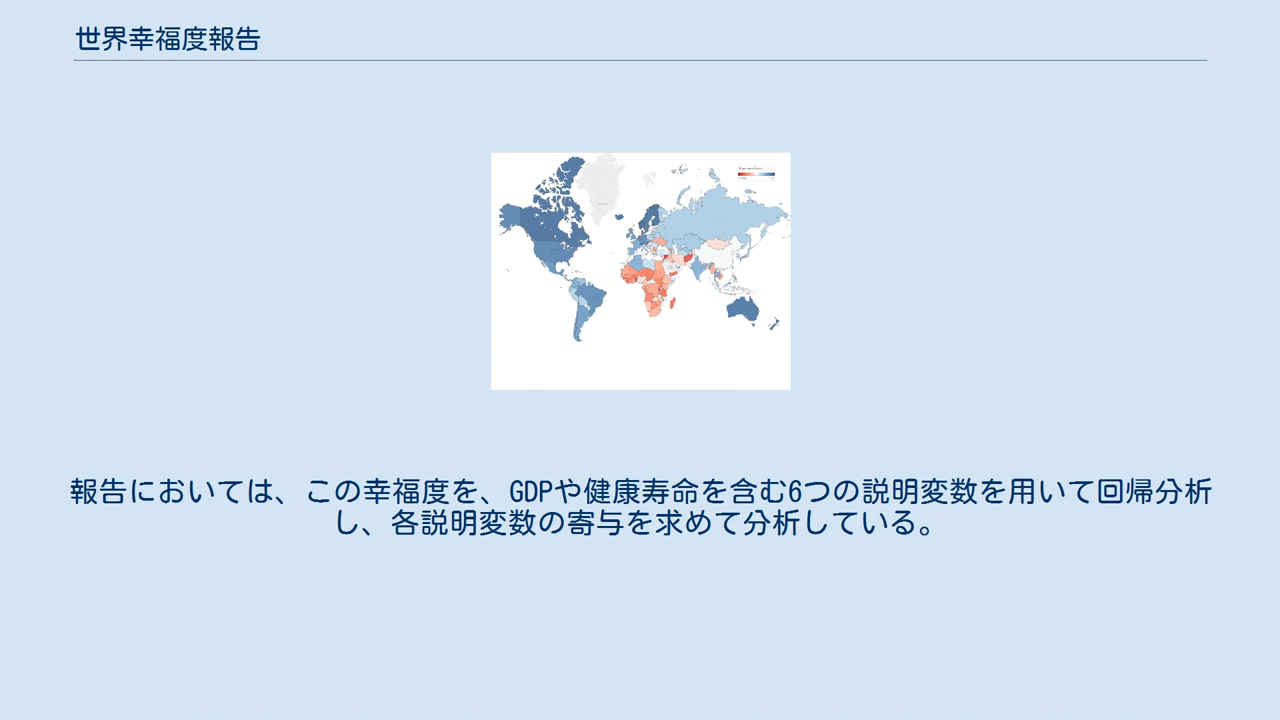 世界幸福度報告
報告においては、この幸福度を、GDPや健康寿命を含む6つの説明変数を用いて回帰分析
し、各説明変数の寄与を求めて分析している。